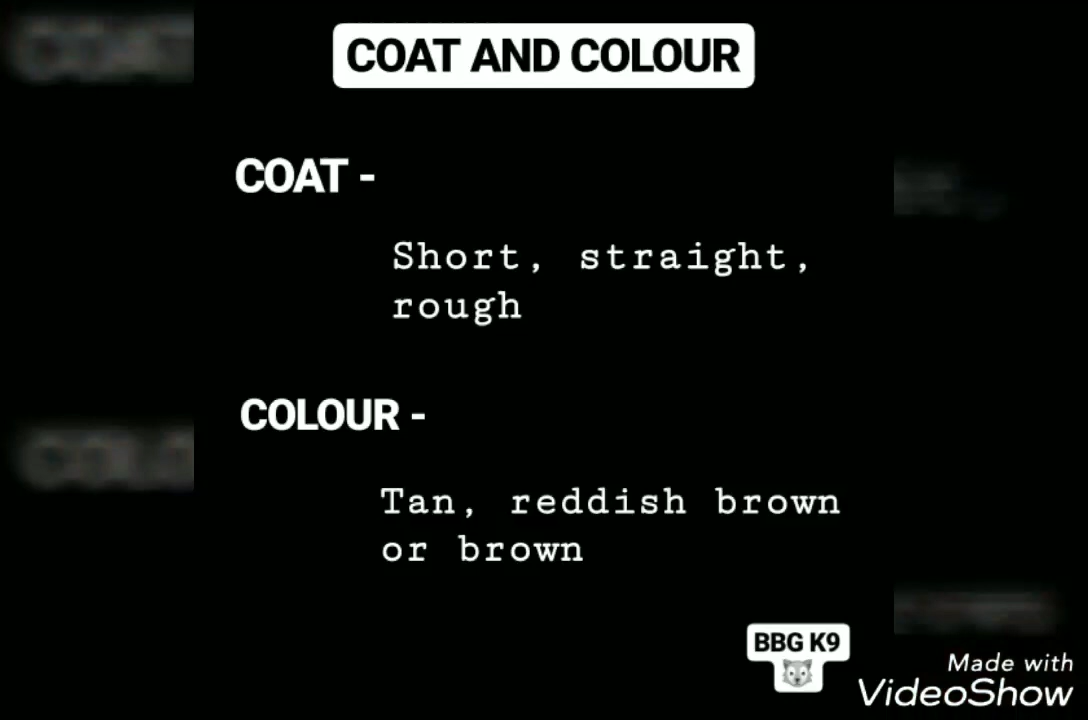 COAT AND COLOUR
COAT -
Short, straight,
rough
COLOUR -
Tan, reddish brown
or brown
BBG K9
Made with
VideoShow